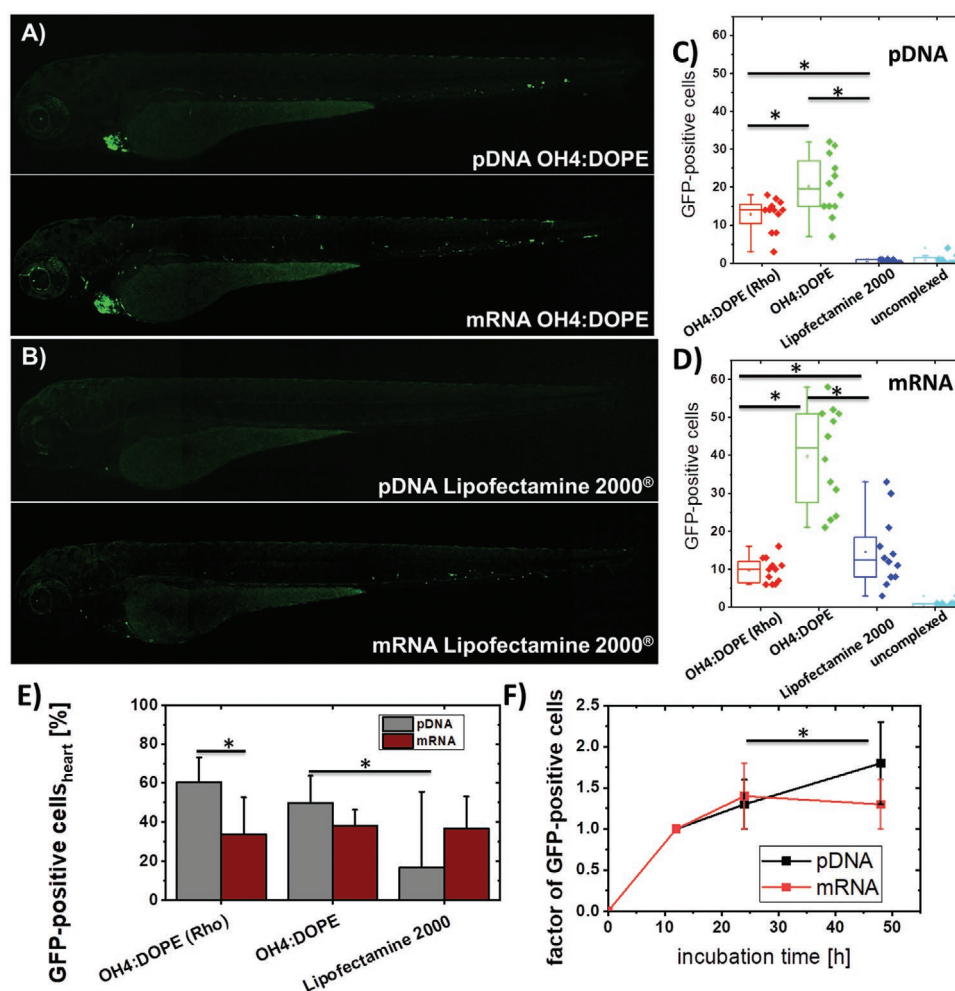 A)
pDNA OH4:DOPE
mRNA OH4:DOPE
B)
pDNA Lipofectamine 2000®
mRNA Lipofectamine 2000®
C)
pDNA
GFP-positive cells
60
50
40
30
20
10
0
*
*
*
OH4:DOPE (Rho)
OH4:DOPE
Lipofectamine 2000
uncomplexed
D)
mRNA
GFP-positive cells
60
50
40
30
20
10
0
*
*
*
OH4:DOPE (Rho)
OH4:DOPE
Lipofectamine 2000
uncomplexed
E)
GFP-positive cells heart [%]
100
80
60
40
20
0
*
*
pDNA
mRNA
OH4:DOPE (Rho)
OH4:DOPE
Lipofectamine 2000
F)
factor of GFP-positive cells
2.5
2.0
1.5
1.0
0.5
0.0
*
pDNA
mRNA
0 10 20 30 40 50
incubation time [h]